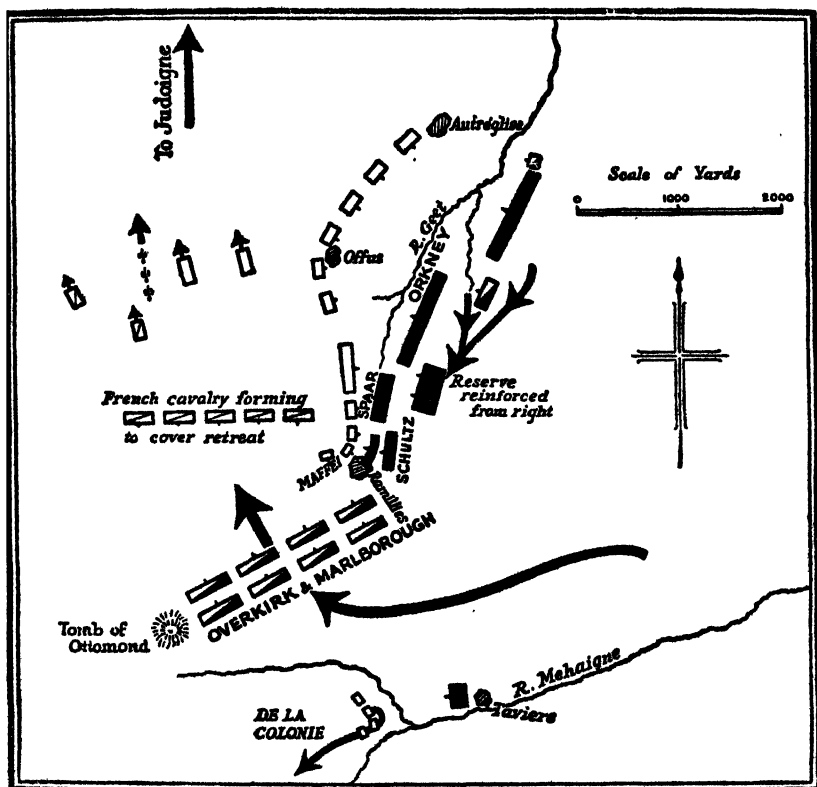 To Judoigne
Autréglise
Scale of Yards
0 1000 2000
R. Geet
Offus
ORKNEY
French cavalry forming
to cover retreat
SPAAR
Reserve
reinforced
from right
SCHULTZ
MAFFEI
Ramillies
OVERKIRK & MARLBOROUGH
Tomb of
Ottomond
R. Mehaigne
Taviere
DE LA
COLONIE